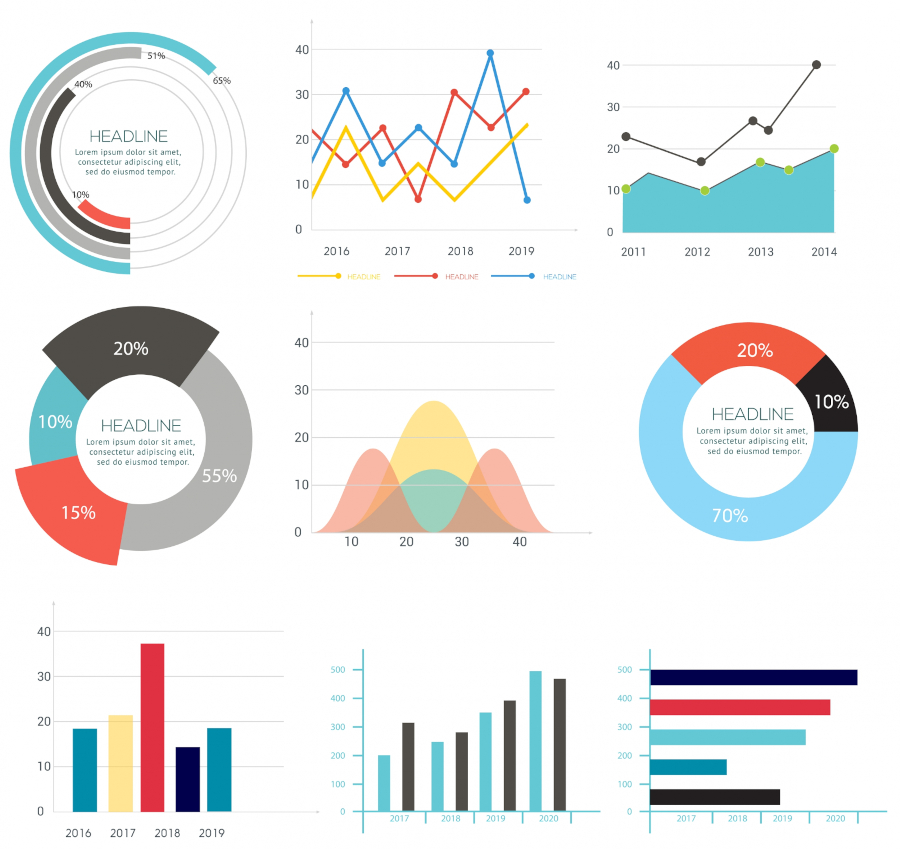 51%
65%
40%
HEADLINE
Lorem ipsum dolor sit amet,
consectetur adipiscing elit,
sed do eiusmod tempor.
10%
40
30
20
10
0
2016 2017 2018 2019
HEADLINE HEADLINE HEADLINE
40
30
20
10
0
2011 2012 2013 2014
20%
10%
HEADLINE
Lorem ipsum dolor sit amet,
consectetur adipiscing elit,
sed do eiusmod tempor.
55%
15%
40
30
20
10
0
10 20 30 40
20%
10%
HEADLINE
Lorem ipsum dolor sit amet,
consectetur adipiscing elit,
sed do eiusmod tempor.
70%
40
30
20
10
0
2016 2017 2018 2019
500
400
300
200
100
0
2017 2018 2019 2020
500
400
300
200
100
0
2017 2018 2019 2020